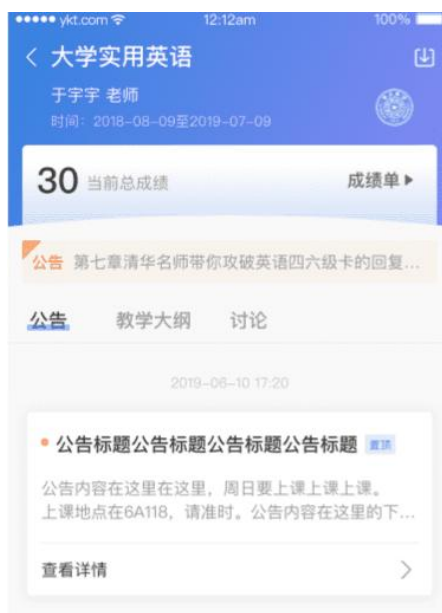 ykt.com 12:12am 100%
大学实用英语
于字字 老师
时间：2018-08-09至2019-07-09
30 当前总成绩 成绩单
公告 第七章清华名师带你攻破英语四六级卡的回复...
公告 教学大纲 讨论
2019-06-10 17:20
公告标题公告标题公告标题公告标题 置顶
公告内容在这里在这里，周日要上课上课上课。
上课地点在6A118，请准时。公告内容在这里的下...
查看详情